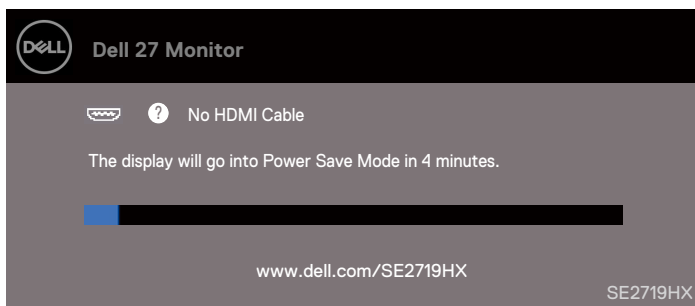 DELL
Dell 27 Monitor
? No HDMI Cable
The display will go into Power Save Mode in 4 minutes.
www.dell.com/SE2719HX
SE2719HX